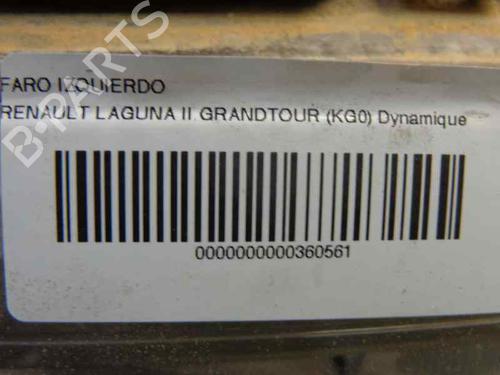 B-PARTS
FARO IZQUIERDO
RENAULT LAGUNA II GRANDTOUR (KG0) Dynamique
0000000000360561